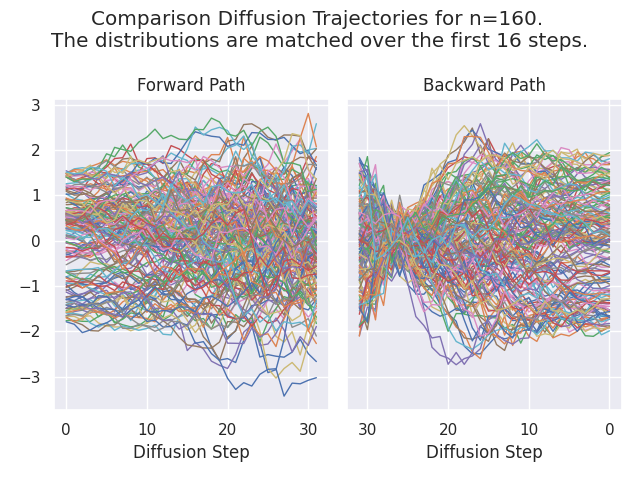 Comparison Diffusion Trajectories for n=160.
The distributions are matched over the first 16 steps.
Forward Path
Backward Path
3
2
1
0
−1
−2
−3
0 10 20 30
30 20 10 0
Diffusion Step
Diffusion Step